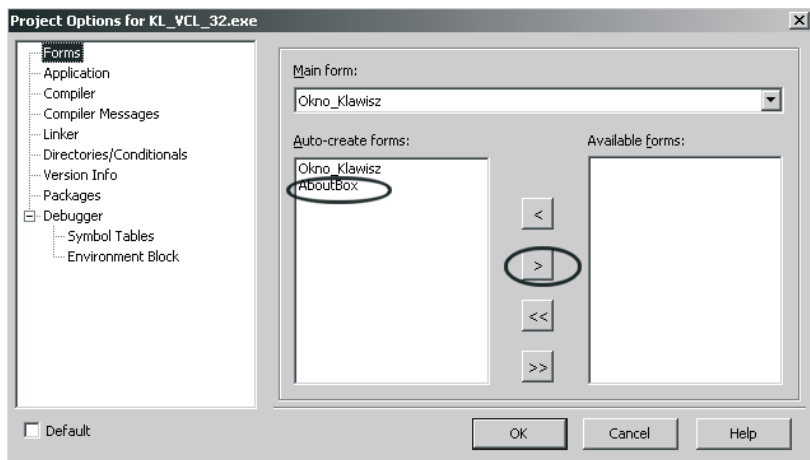 Project Options for KL_VCL_32.exe
Forms
Application
Compiler
Compiler Messages
Linker
Directories/Conditionals
Version Info
Packages
Debugger
Symbol Tables
Environment Block
Main form:
Okno_Klawisz
Auto-create forms:
Okno_Klawisz
AboutBox
Available forms:
<
>
<<
>>
Default
OK
Cancel
Help